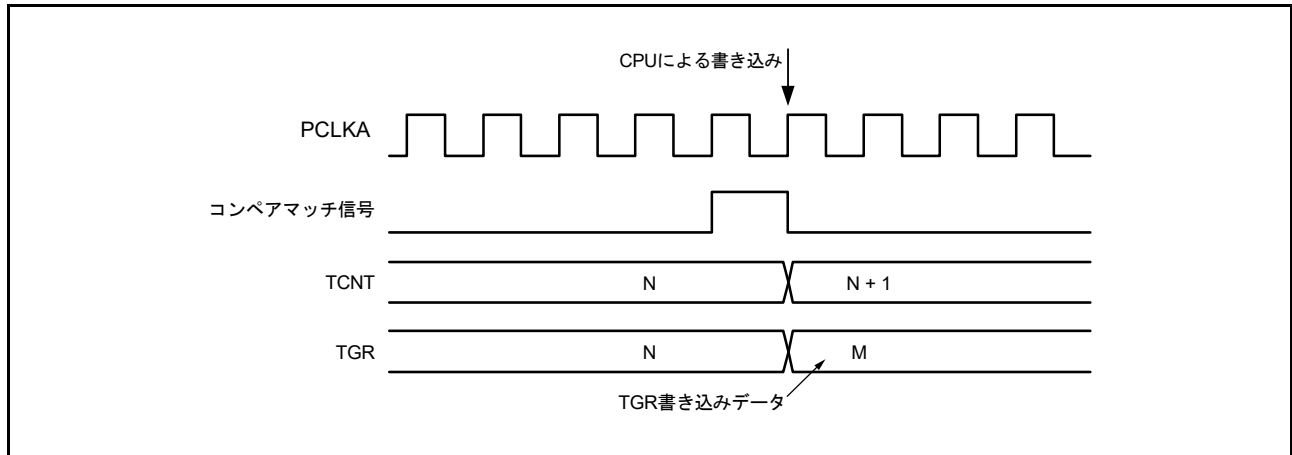 CPUによる書き込み
PCLKA
コンペアマッチ信号
TCNT N N + 1
TGR N M
TGR書き込みデータ